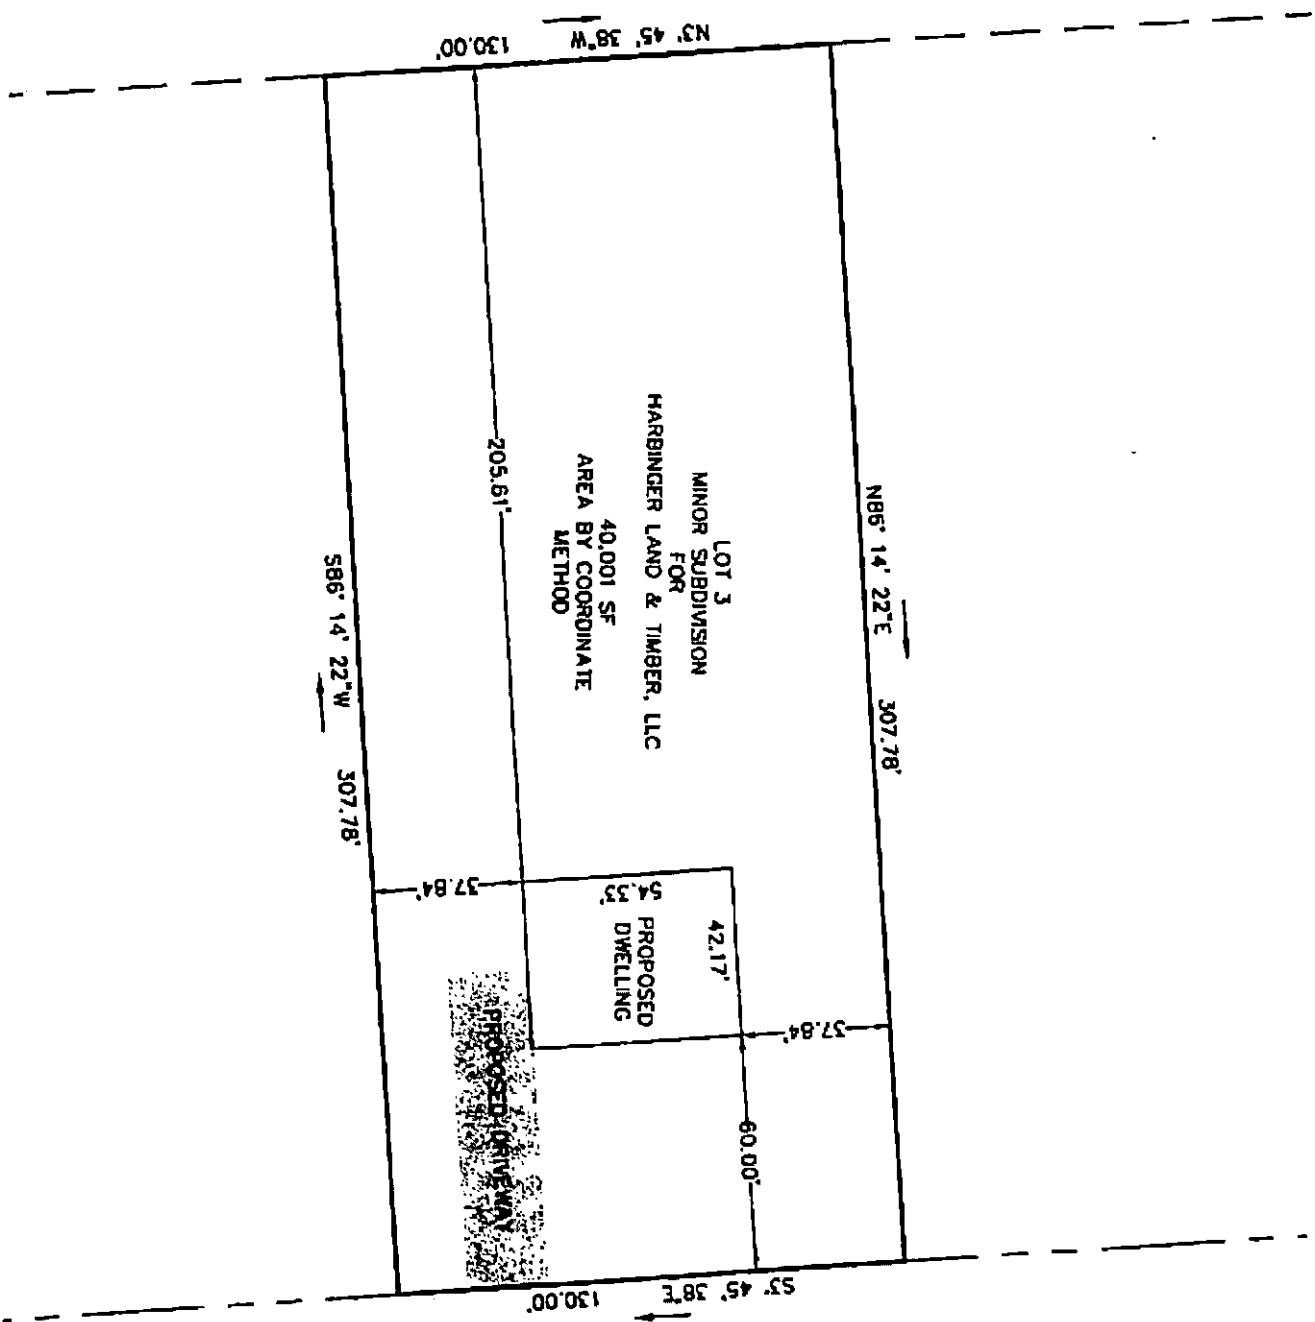 N3° 45' 38"W 130.00'
N86° 14' 22"E 307.78'
LOT 3
MINOR SUBDIVISION
FOR
HARBINGER LAND & TIMBER, LLC
40,001 SF
AREA BY COORDINATE
METHOD
205.61'
S86° 14' 22"W 307.78'
37.84'
54.33'
42.17'
PROPOSED
DWELLING
37.84'
60.00'
PROPOSED DRIVEWAY
S3° 45' 38"E 130.00'